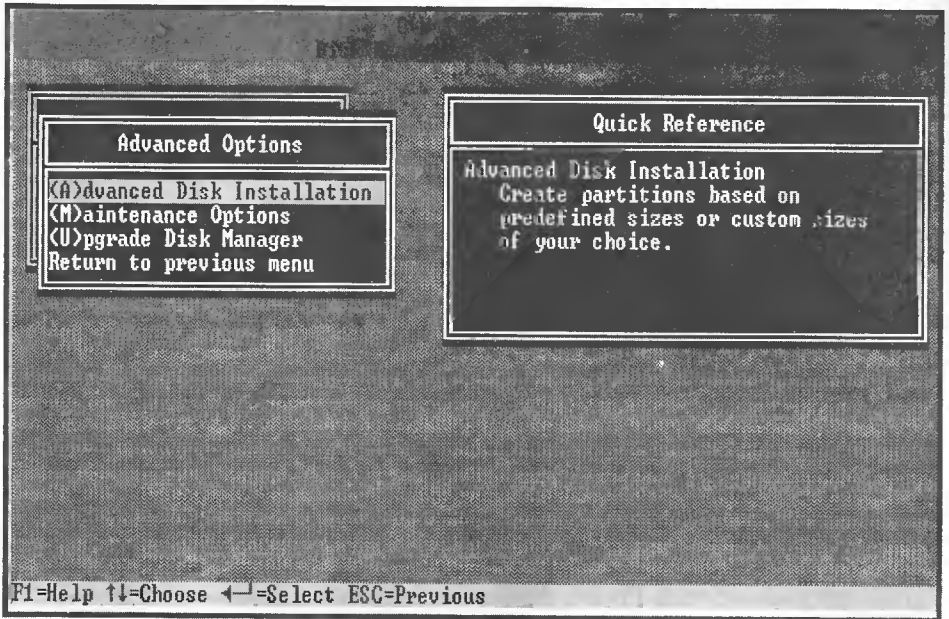 Advanced Options
(A)dvanced Disk Installation
(M)aintenance Options
(U)pgrade Disk Manager
Return to previous menu
Quick Reference
Advanced Disk Installation
Create partitions based on
predefined sizes or custom sizes
of your choice.
F1=Help ↑↓=Choose ←┘=Select ESC=Previous